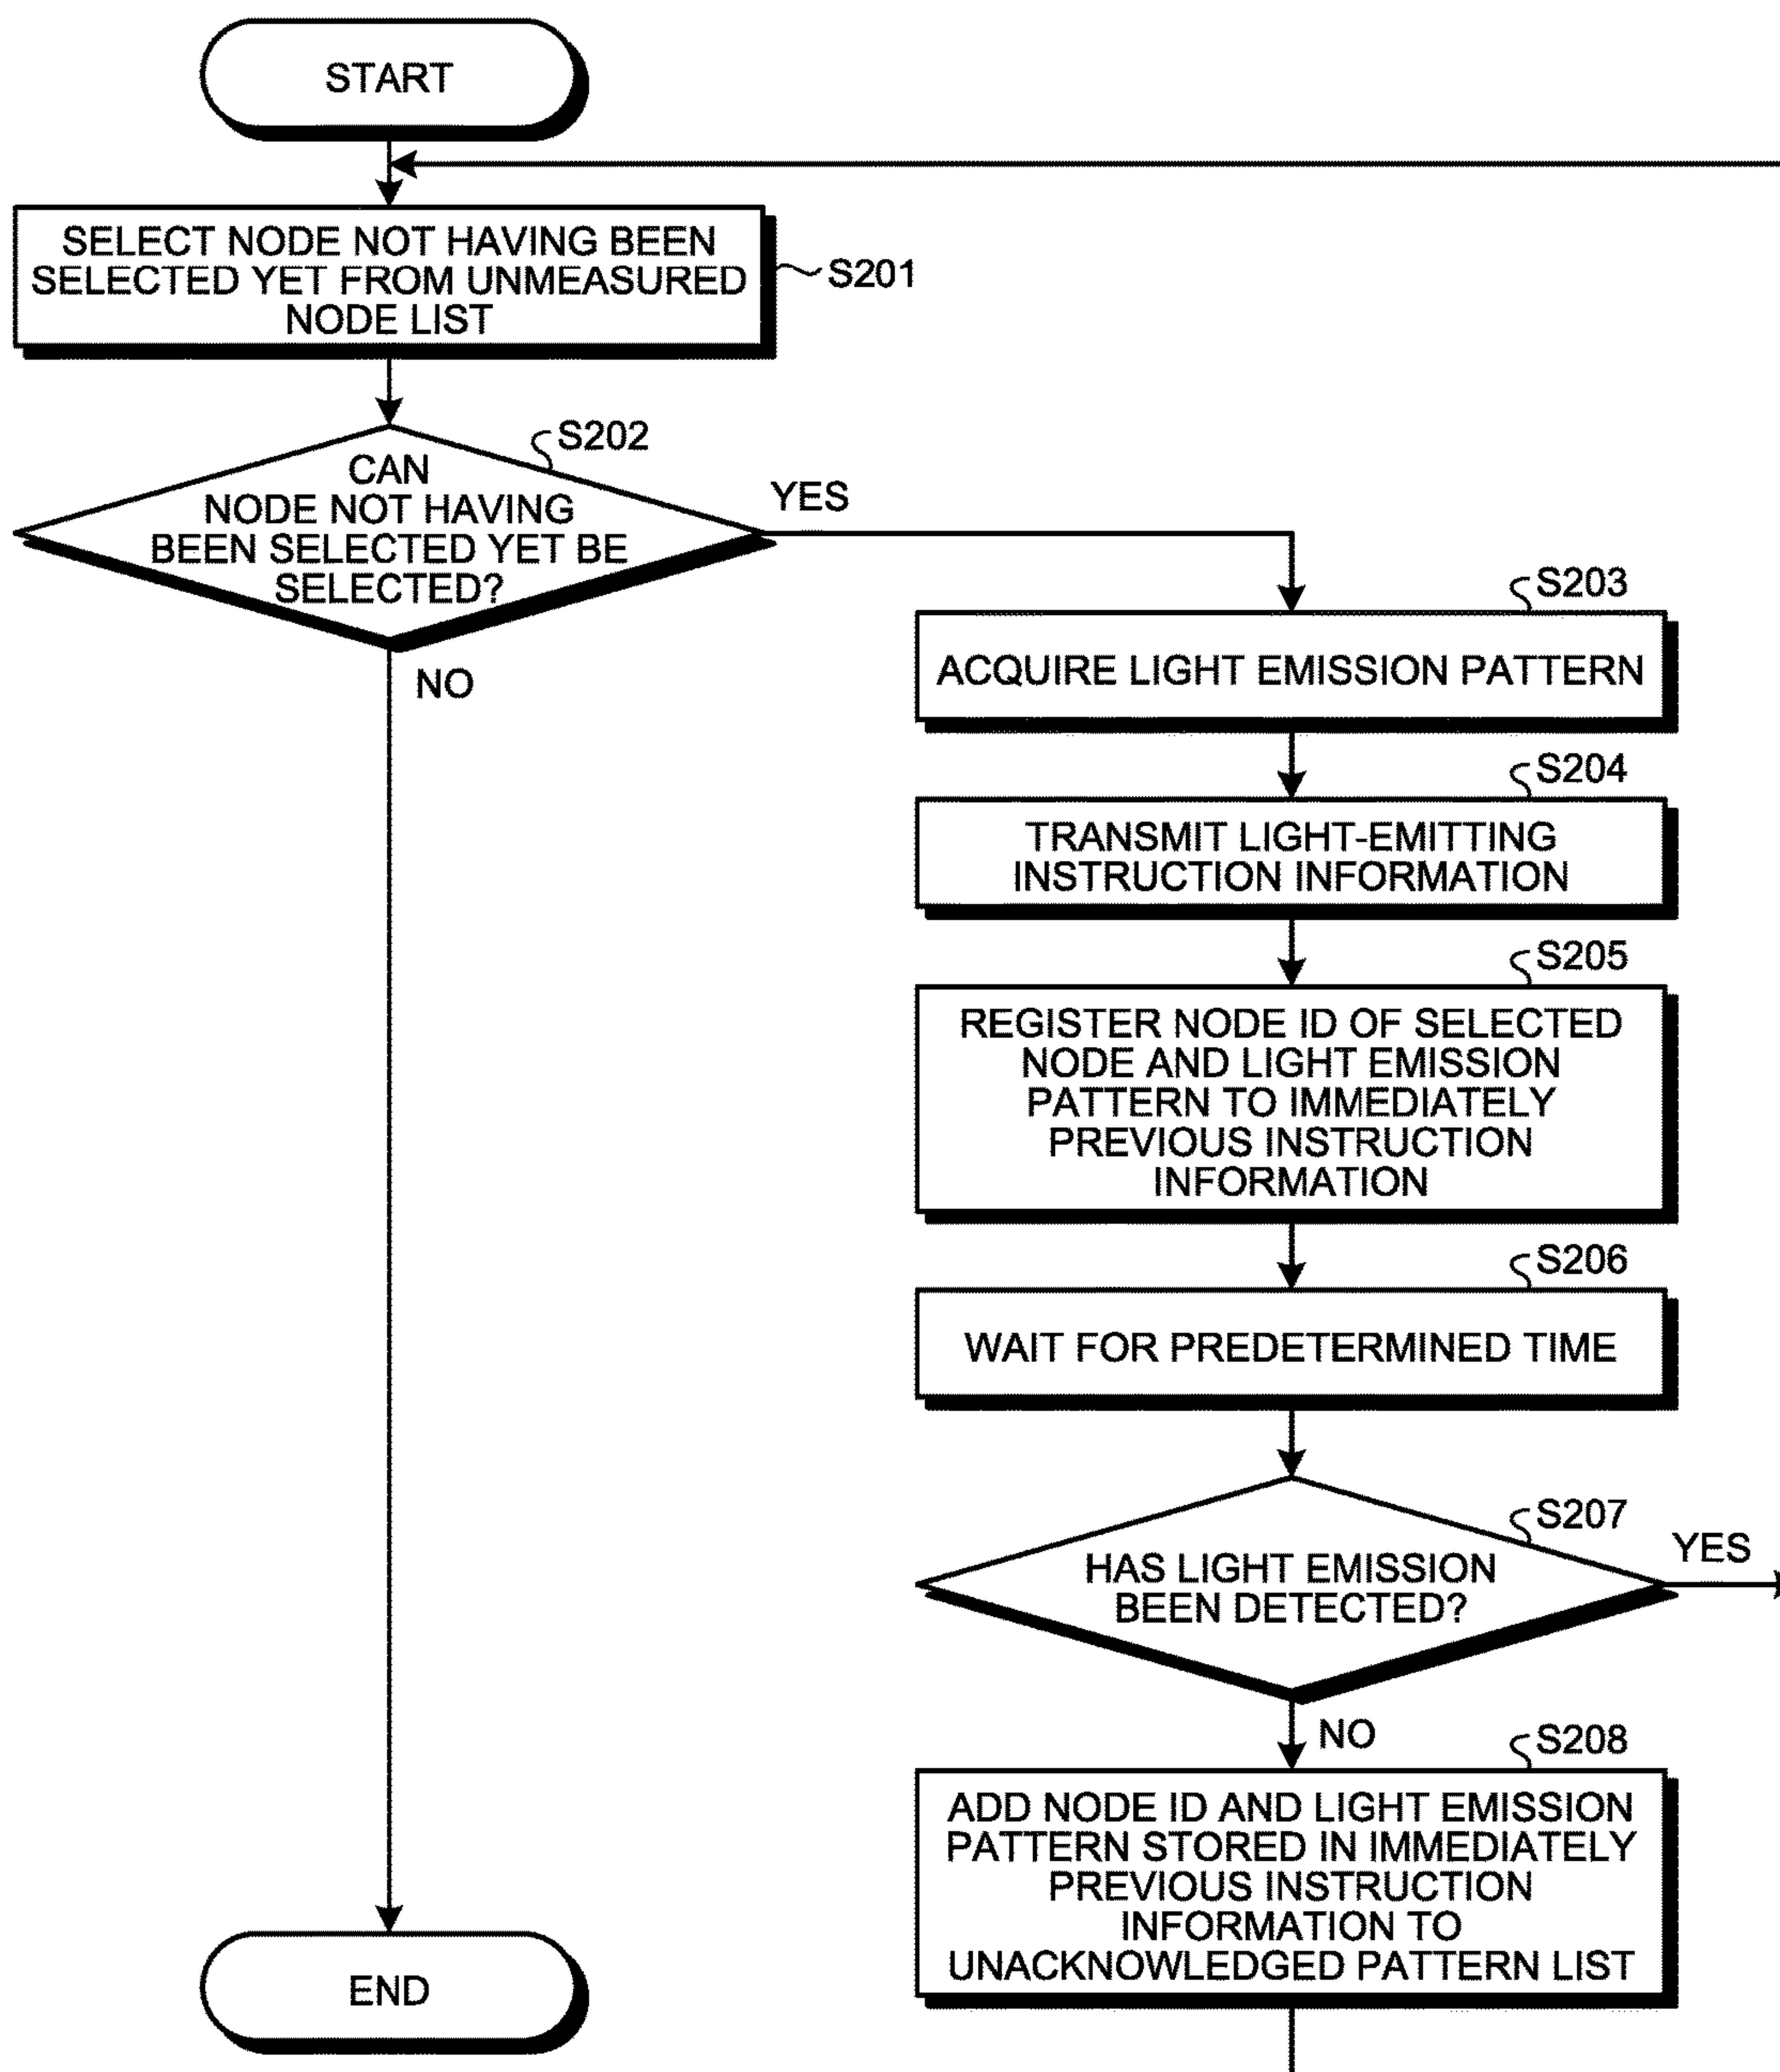 START
SELECT NODE NOT HAVING BEEN
SELECTED YET FROM UNMEASURED
NODE LIST
S201
S202
CAN
NODE NOT HAVING
BEEN SELECTED YET BE
SELECTED?
YES
NO
S203
ACQUIRE LIGHT EMISSION PATTERN
S204
TRANSMIT LIGHT-EMITTING
INSTRUCTION INFORMATION
S205
REGISTER NODE ID OF SELECTED
NODE AND LIGHT EMISSION
PATTERN TO IMMEDIATELY
PREVIOUS INSTRUCTION
INFORMATION
S206
WAIT FOR PREDETERMINED TIME
S207
HAS LIGHT EMISSION
BEEN DETECTED?
YES
NO
S208
ADD NODE ID AND LIGHT EMISSION
PATTERN STORED IN IMMEDIATELY
PREVIOUS INSTRUCTION
INFORMATION TO
UNACKNOWLEDGED PATTERN LIST
END